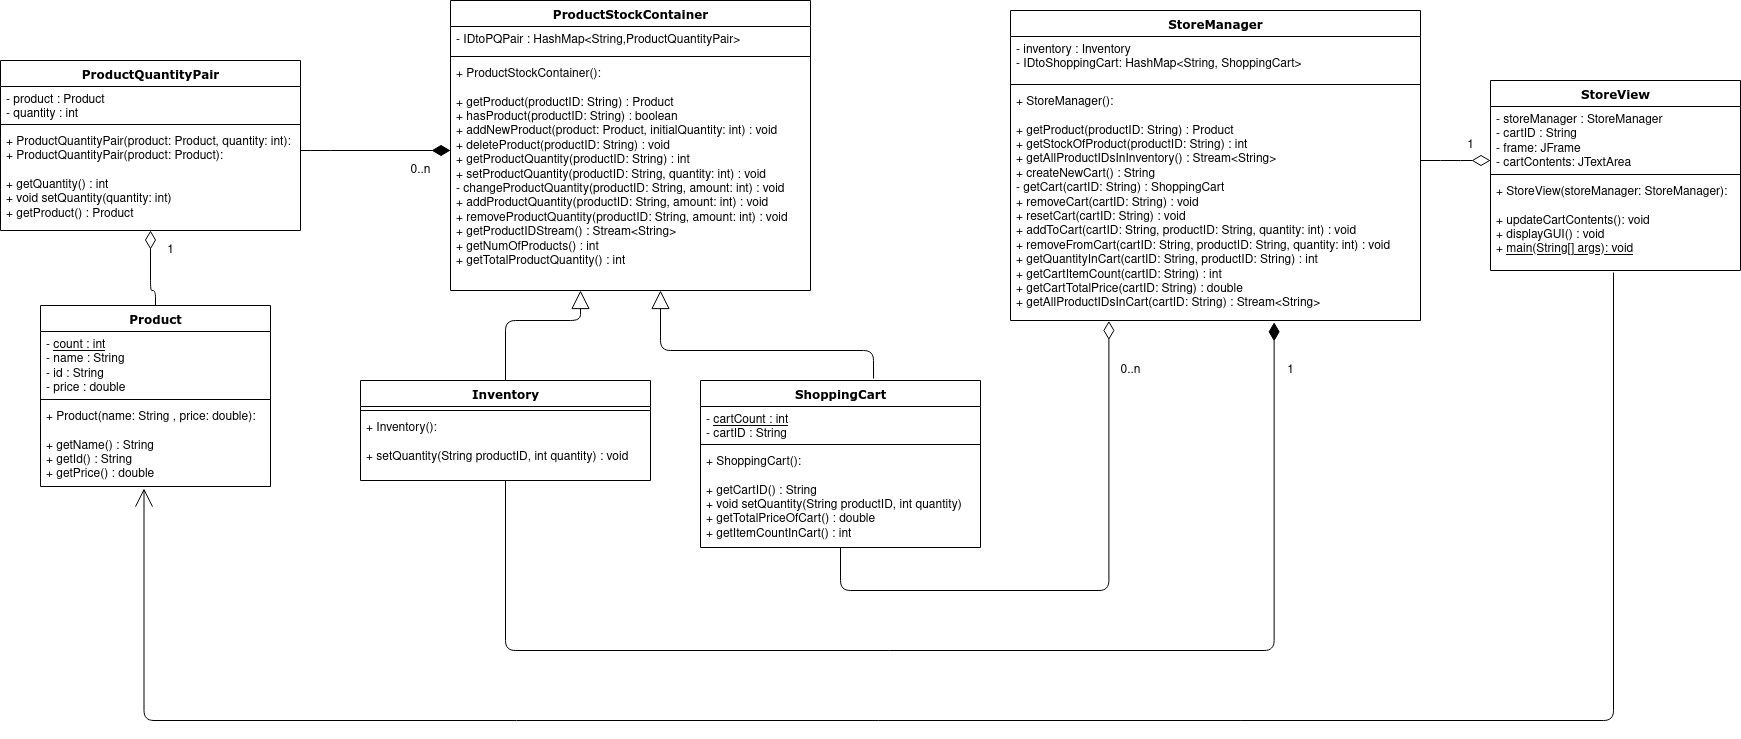 ProductQuantityPair
- product : Product
- quantity : int
+ ProductQuantityPair(product: Product, quantity: int):
+ ProductQuantityPair(product: Product):
+ getQuantity() : int
+ void setQuantity(quantity: int)
+ getProduct() : Product
1
0..n
ProductStockContainer
- IDtoPQPair : HashMap<String,ProductQuantityPair>
+ ProductStockContainer():
+ getProduct(productID: String) : Product
+ hasProduct(productID: String) : boolean
+ addNewProduct(product: Product, initialQuantity: int) : void
+ deleteProduct(productID: String) : void
+ getProductQuantity(productID: String) : int
+ setProductQuantity(productID: String, quantity: int) : void
- changeProductQuantity(productID: String, amount: int) : void
+ addProductQuantity(productID: String, amount: int) : void
+ removeProductQuantity(productID: String, amount: int) : void
+ getProductIDStream() : Stream<String>
+ getNumOfProducts() : int
+ getTotalProductQuantity() : int
StoreManager
- inventory : Inventory
- IDtoShoppingCart: HashMap<String, ShoppingCart>
+ StoreManager():
+ getProduct(productID: String) : Product
+ getStockOfProduct(productID: String) : int
+ getAllProductIDsInInventory() : Stream<String>
+ createNewCart() : String
- getCart(cartID: String) : ShoppingCart
+ removeCart(cartID: String) : void
+ resetCart(cartID: String) : void
+ addToCart(cartID: String, productID: String, quantity: int) : void
+ removeFromCart(cartID: String, productID: String, quantity: int) : void
+ getQuantityInCart(cartID: String, productID: String) : int
+ getCartItemCount(cartID: String) : int
+ getCartTotalPrice(cartID: String) : double
+ getAllProductIDsInCart(cartID: String) : Stream<String>
1
StoreView
- storeManager : StoreManager
- cartID : String
- frame: JFrame
- cartContents: JTextArea
+ StoreView(storeManager: StoreManager):
+ updateCartContents(): void
+ displayGUI() : void
+ main(String[] args): void
Product
- count : int
- name : String
- id : String
- price : double
+ Product(name: String , price: double):
+ getName() : String
+ getId() : String
+ getPrice() : double
Inventory
+ Inventory():
+ setQuantity(String productID, int quantity) : void
ShoppingCart
- cartCount : int
- cartID : String
+ ShoppingCart():
+ getCartID() : String
+ void setQuantity(String productID, int quantity)
+ getTotalPriceOfCart() : double
+ getItemCountInCart() : int
0..n
1